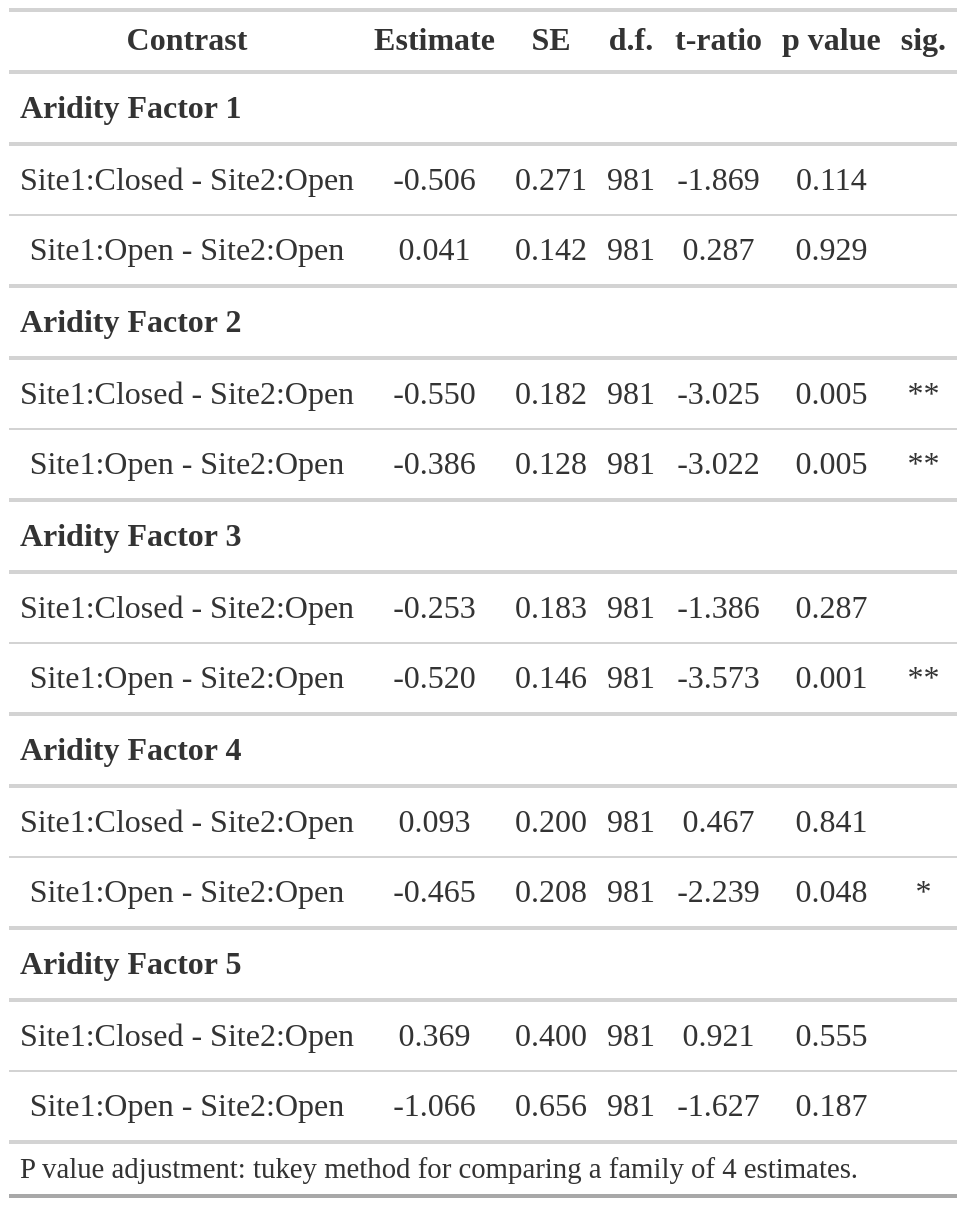 Contrast Estimate SE d.f. t-ratio p value sig.
Aridity Factor 1
Site1:Closed - Site2:Open -0.506 0.271 981 -1.869 0.114
Site1:Open - Site2:Open 0.041 0.142 981 0.287 0.929
Aridity Factor 2
Site1:Closed - Site2:Open -0.550 0.182 981 -3.025 0.005 **
Site1:Open - Site2:Open -0.386 0.128 981 -3.022 0.005 **
Aridity Factor 3
Site1:Closed - Site2:Open -0.253 0.183 981 -1.386 0.287
Site1:Open - Site2:Open -0.520 0.146 981 -3.573 0.001 **
Aridity Factor 4
Site1:Closed - Site2:Open 0.093 0.200 981 0.467 0.841
Site1:Open - Site2:Open -0.465 0.208 981 -2.239 0.048 *
Aridity Factor 5
Site1:Closed - Site2:Open 0.369 0.400 981 0.921 0.555
Site1:Open - Site2:Open -1.066 0.656 981 -1.627 0.187
P value adjustment: tukey method for comparing a family of 4 estimates.